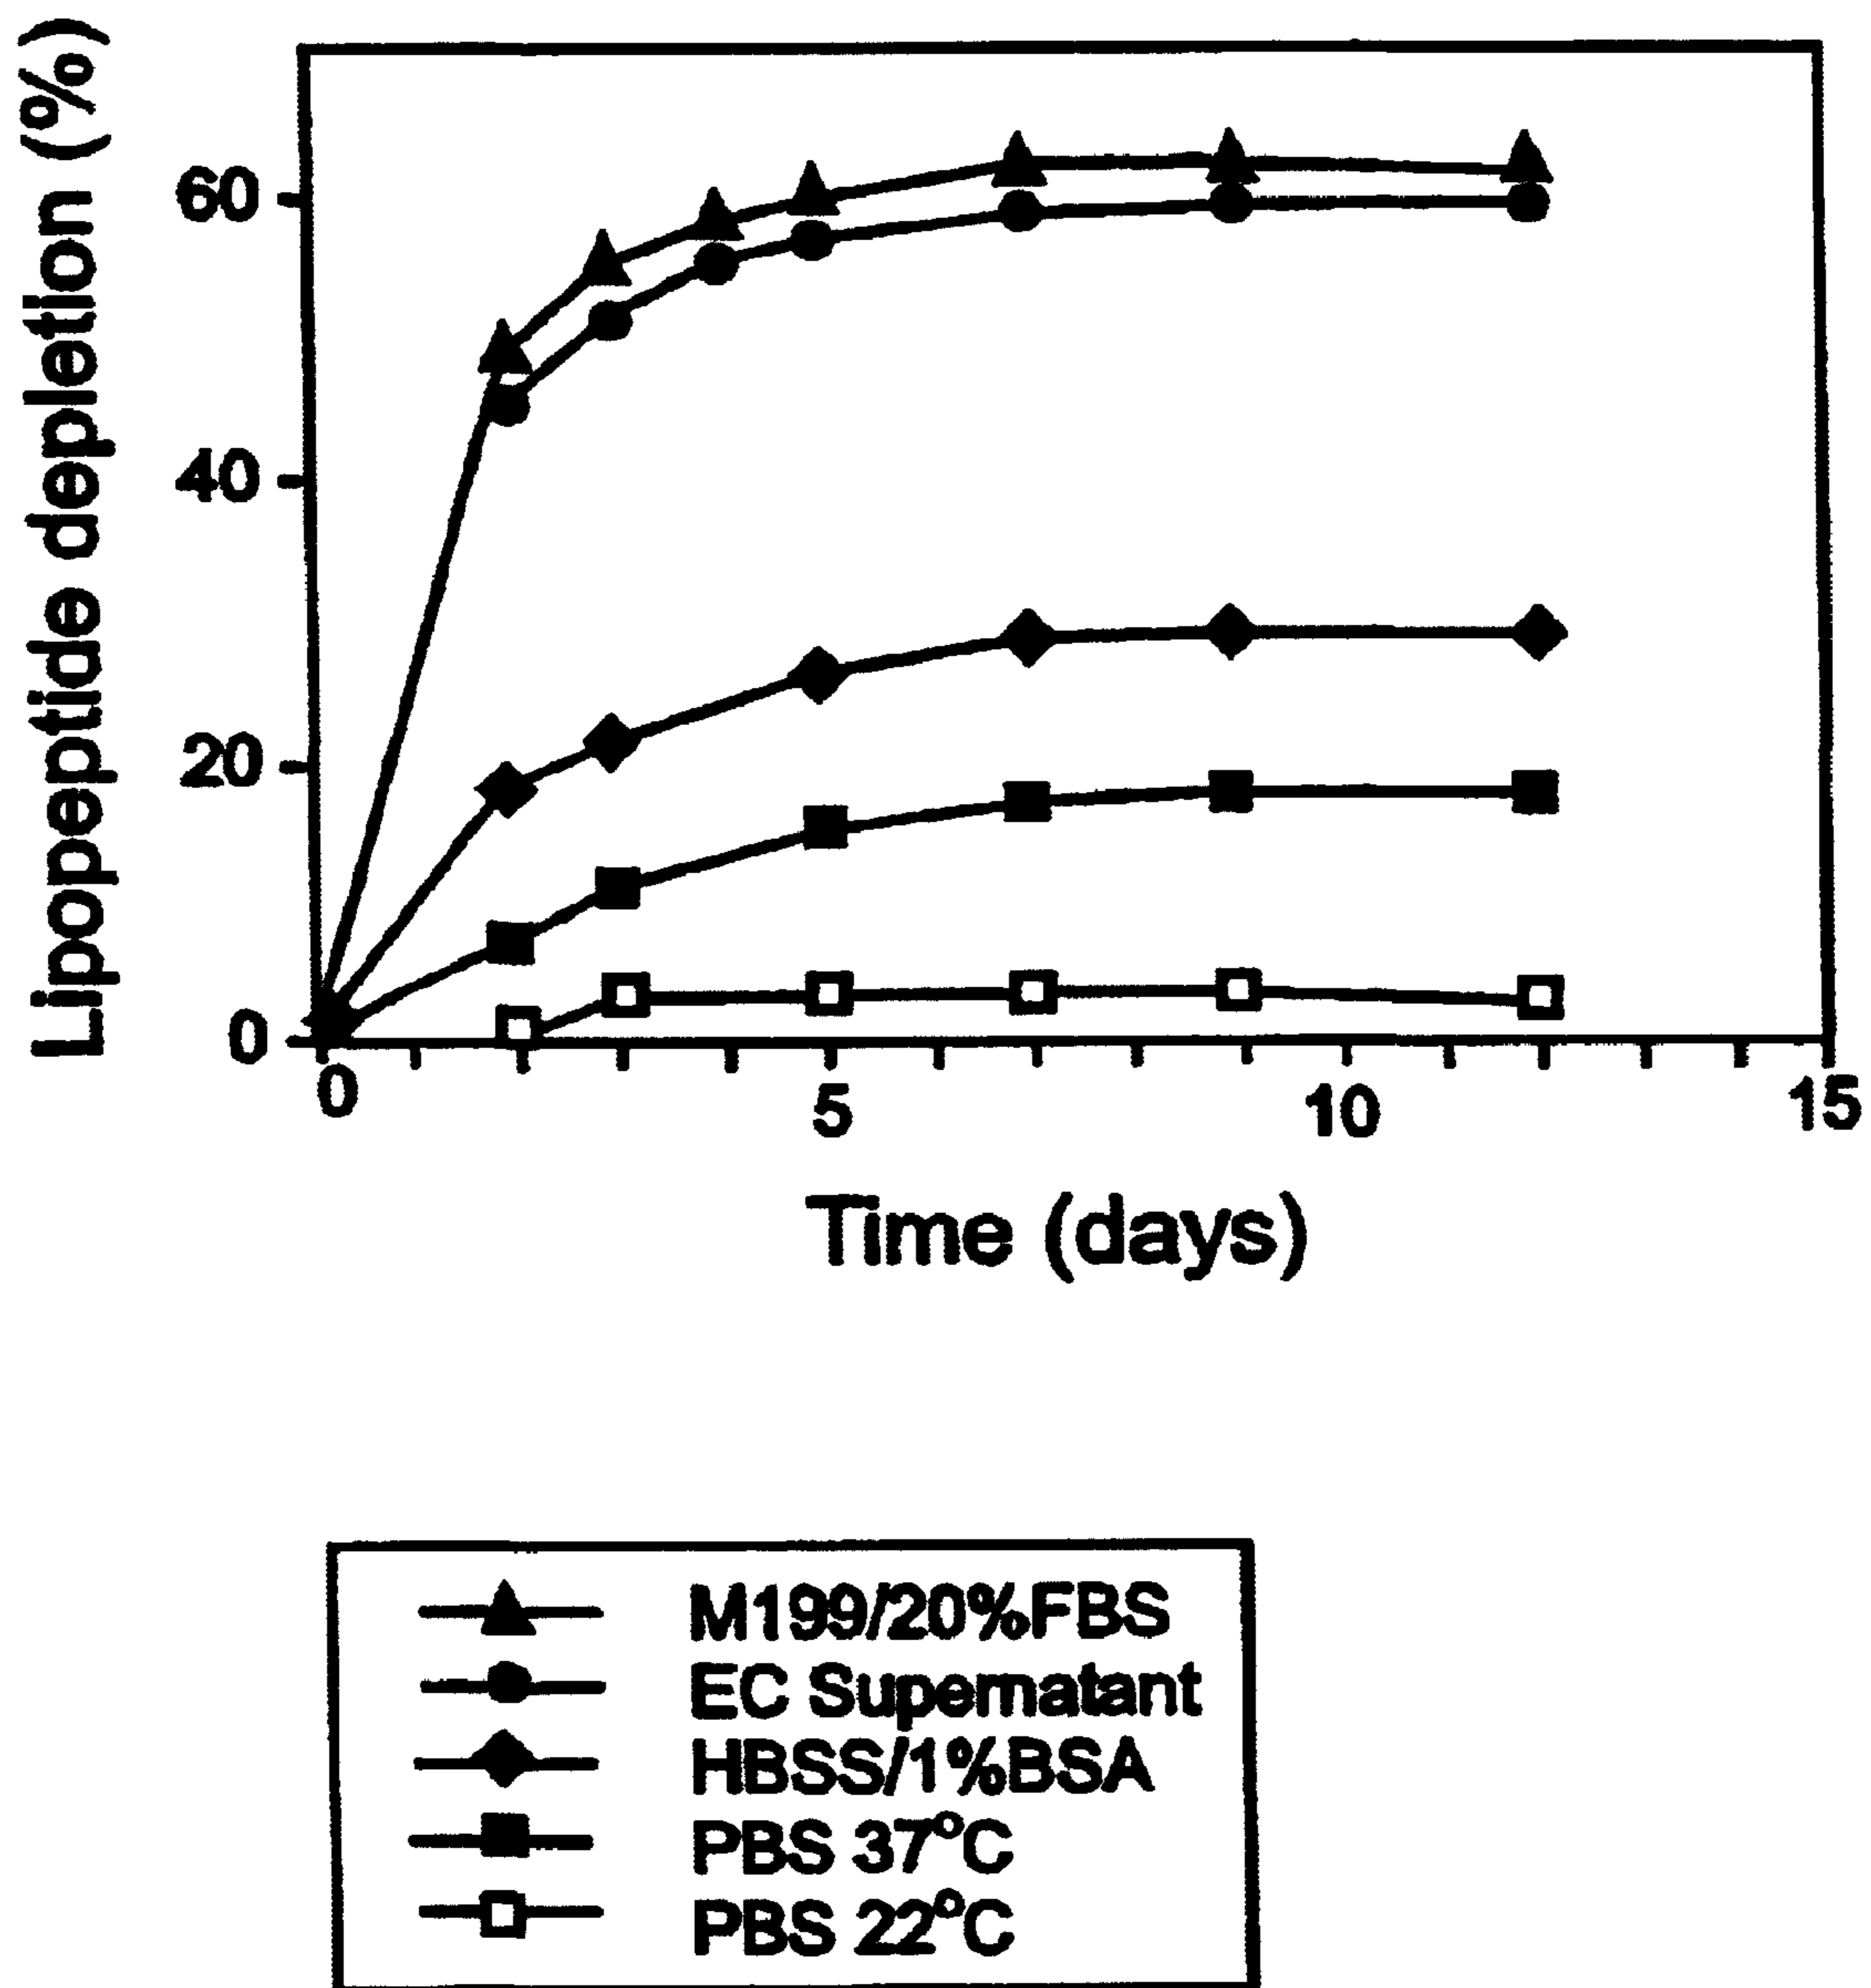 Lipopeptide depletion (%)
60
40
20
0
0 5 10 15
Time (days)
M199/20%FBS
EC Supernatant
HBSS/1%BSA
PBS 37°C
PBS 22°C